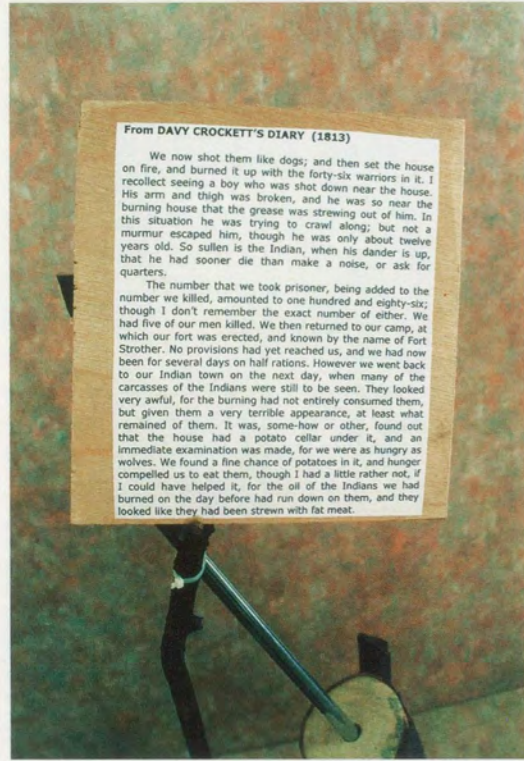 From DAVY CROCKETT'S DIARY (1813)
We now shot them like dogs; and then set the house
on fire, and burned it up with the forty-six warriors in it. I
recollect seeing a boy who was shot down near the house.
His arm and thigh was broken, and he was so near the
burning house that the grease was strewing out of him. In
this situation he was trying to crawl along; but not a
murmur escaped him, though he was only about twelve
years old. So sullen is the Indian, when his dander is up,
that he had sooner die than make a noise, or ask for
quarters.
The number that we took prisoner, being added to the
number we killed, amounted to one hundred and eighty-six;
though I don't remember the exact number of either. We
had five of our men killed. We then returned to our camp, at
which our fort was erected, and known by the name of Fort
Strother. No provisions had yet reached us, and we had now
been for several days on half rations. However we went back
to our Indian town on the next day, when many of the
carcasses of the Indians were still to be seen. They looked
very awful, for the burning had not entirely consumed them,
but given them a very terrible appearance, at least what
remained of them. It was, some-how or other, found out
that the house had a potato cellar under it, and an
immediate examination was made, for we were as hungry as
wolves. We found a fine chance of potatoes in it, and hunger
compelled us to eat them, though I had a little rather not, if
I could have helped it, for the oil of the Indians we had
burned on the day before had run down on them, and they
looked like they had been strewn with fat meat.